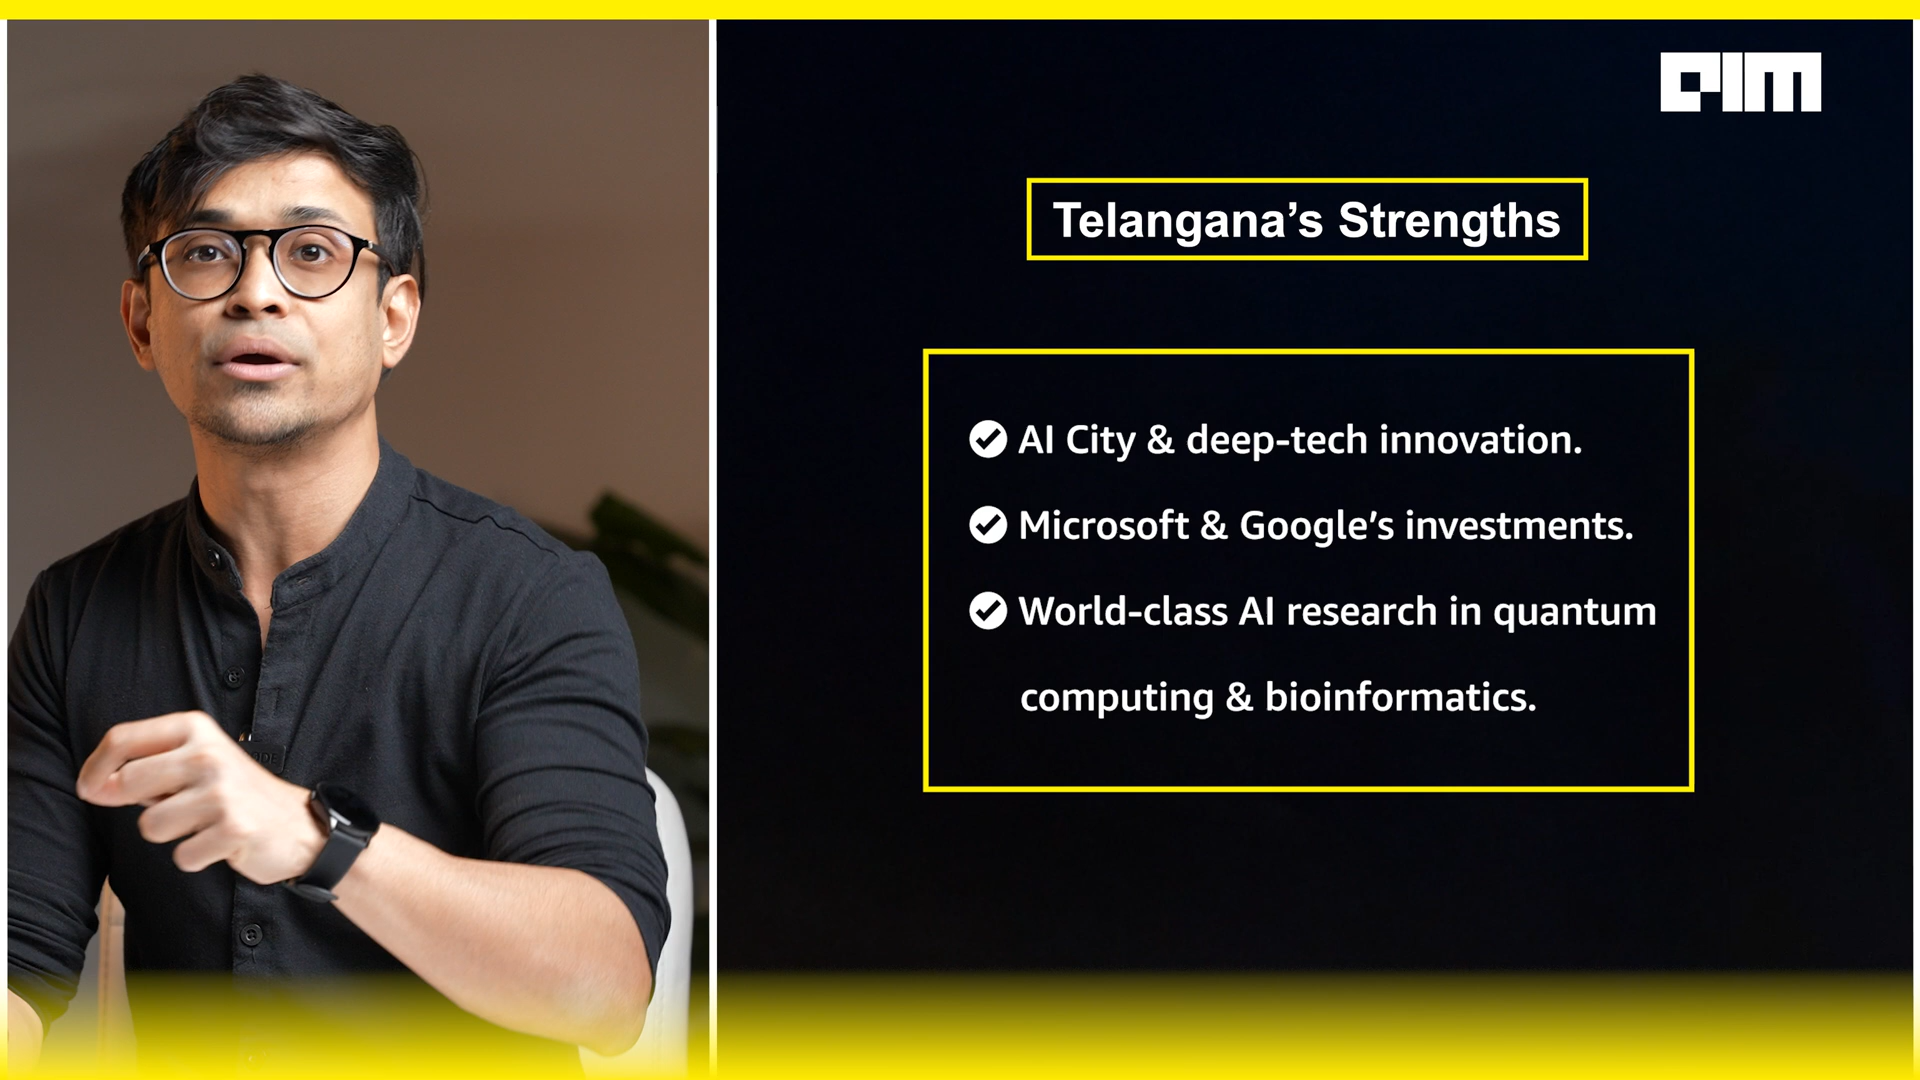 AIM
Telangana’s Strengths
AI City & deep-tech innovation.
Microsoft & Google’s investments.
World-class AI research in quantum
computing & bioinformatics.